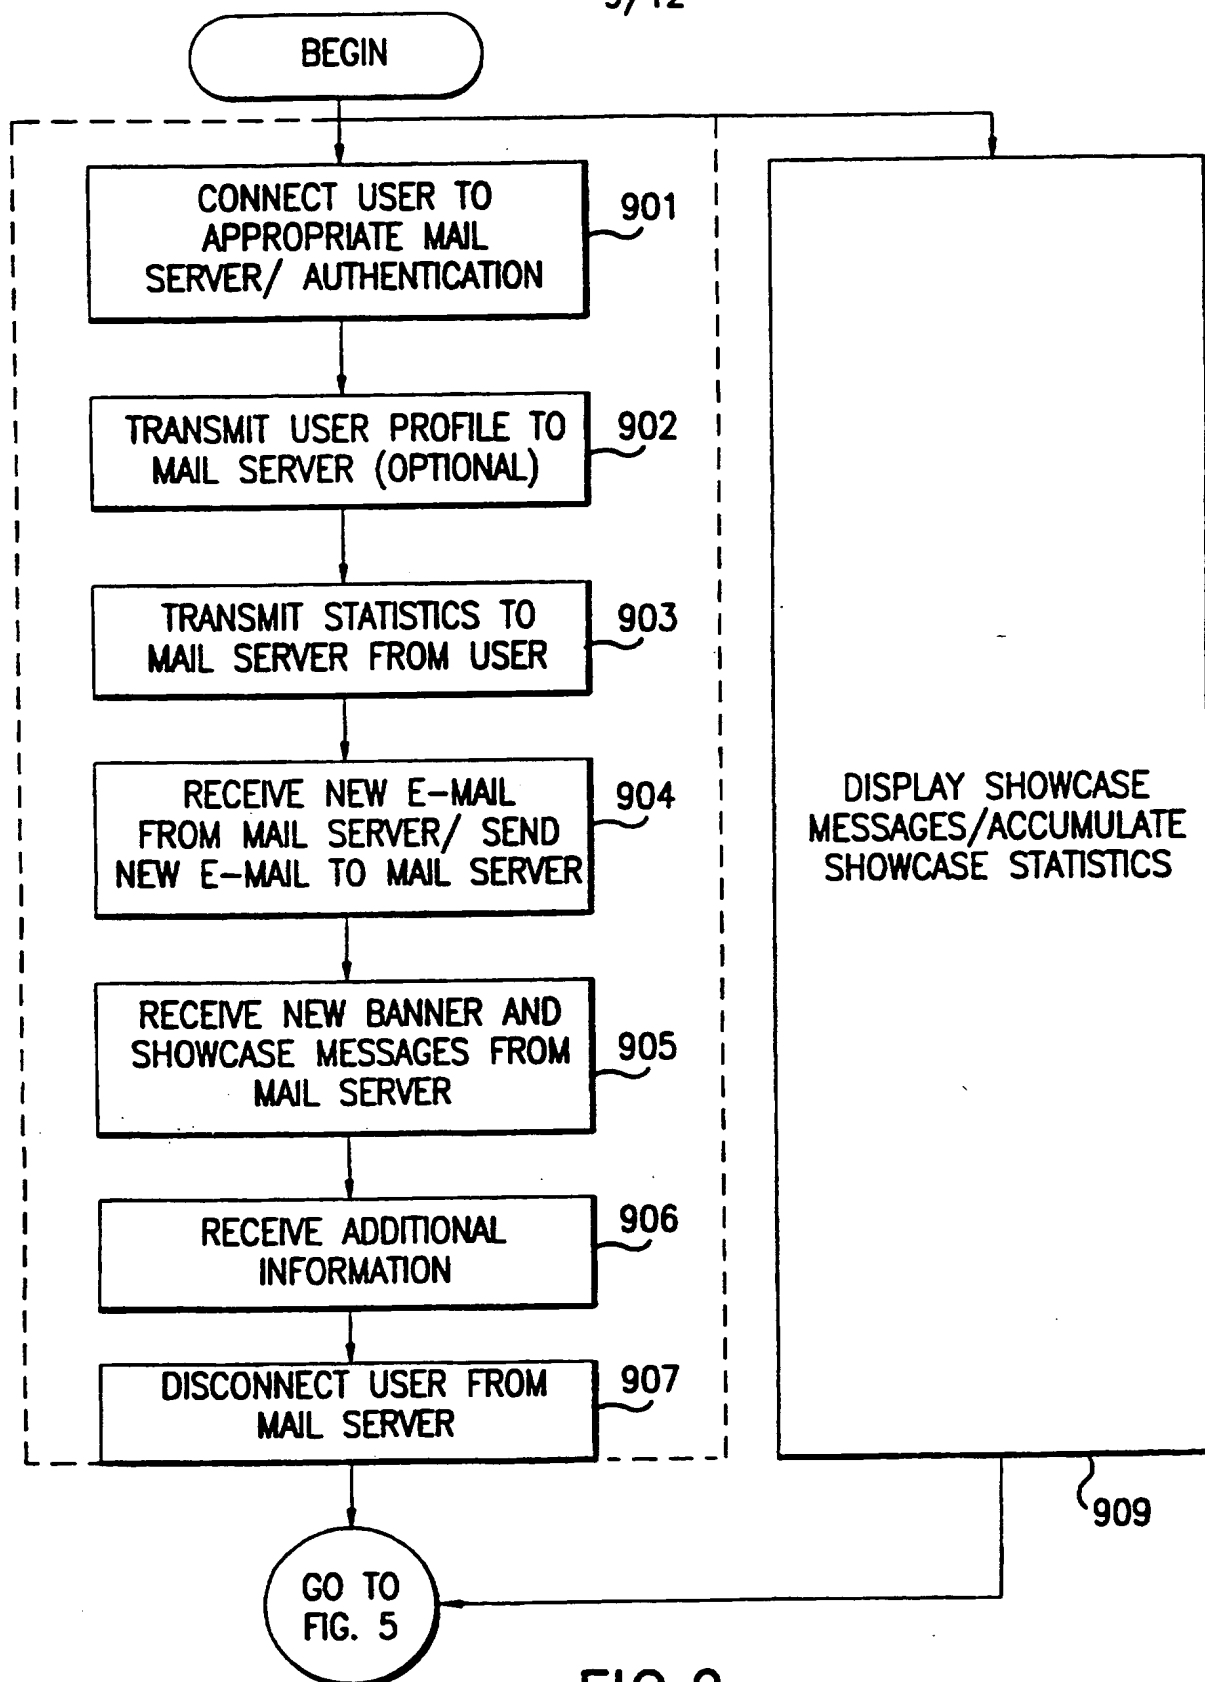 BEGIN
CONNECT USER TO
APPROPRIATE MAIL
SERVER/ AUTHENTICATION
901
TRANSMIT USER PROFILE TO
MAIL SERVER (OPTIONAL)
902
TRANSMIT STATISTICS TO
MAIL SERVER FROM USER
903
RECEIVE NEW E-MAIL
FROM MAIL SERVER/ SEND
NEW E-MAIL TO MAIL SERVER
904
RECEIVE NEW BANNER AND
SHOWCASE MESSAGES FROM
MAIL SERVER
905
RECEIVE ADDITIONAL
INFORMATION
906
DISCONNECT USER FROM
MAIL SERVER
907
DISPLAY SHOWCASE
MESSAGES/ACCUMULATE
SHOWCASE STATISTICS
909
GO TO
FIG. 5